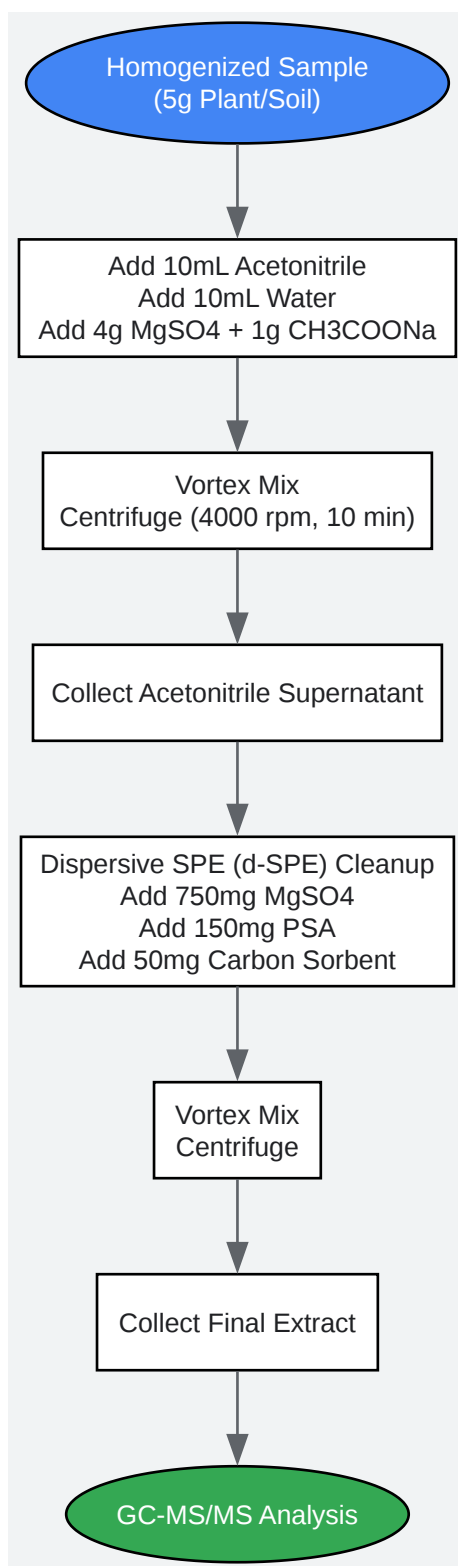 Homogenized Sample
(5g Plant/Soil)
Add 10mL Acetonitrile
Add 10mL Water
Add 4g MgSO4 + 1g CH3COONa
Vortex Mix
Centrifuge (4000 rpm, 10 min)
Collect Acetonitrile Supernatant
Dispersive SPE (d-SPE) Cleanup
Add 750mg MgSO4
Add 150mg PSA
Add 50mg Carbon Sorbent
Vortex Mix
Centrifuge
Collect Final Extract
GC-MS/MS Analysis